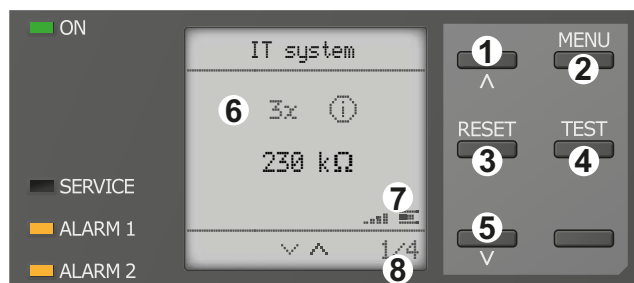 ON
IT system
1
MENU
2
∧
6
3x
i
RESET
3
TEST
4
230 kΩ
SERVICE
7
ALARM 1
5
∨
∨ ∧
1/4
8
ALARM 2